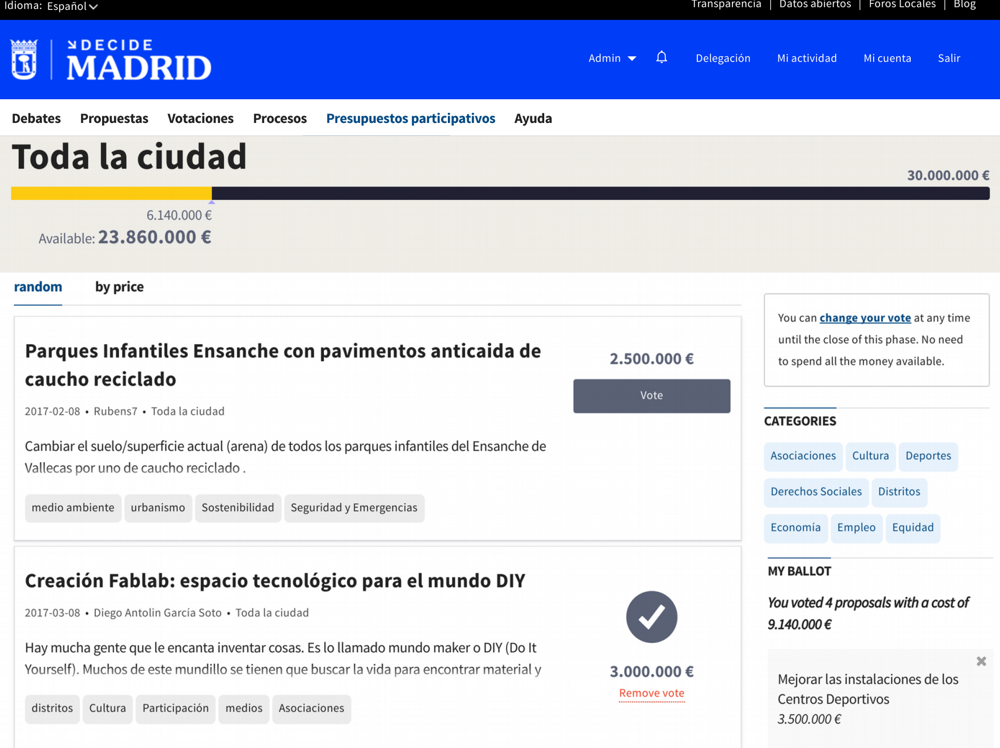 Idioma: Español
Transparencia | Datos abiertos | Foros Locales | Blog
DECIDE
MADRID
Admin
Delegación
Mi actividad
Mi cuenta
Salir
Debates
Propuestas
Votaciones
Procesos
Presupuestos participativos
Ayuda
Toda la ciudad
30.000.000 €
6.140.000 €
Available: 23.860.000 €
random
by price
Parques Infantiles Ensanche con pavimentos anticaida de
caucho reciclado
2017-02-08 • Rubens7 • Toda la ciudad
Cambiar el suelo/superficie actual (arena) de todos los parques infantiles del Ensanche de
Vallecas por uno de caucho reciclado .
medio ambiente
urbanismo
Sostenibilidad
Seguridad y Emergencias
2.500.000 €
Vote
Creación Fablab: espacio tecnológico para el mundo DIY
2017-03-08 • Diego Antolin García Soto • Toda la ciudad
Hay mucha gente que le encanta inventar cosas. Es lo llamado mundo maker o DIY (Do It
Yourself). Muchos de este mundillo se tienen que buscar la vida para encontrar material y
distritos
Cultura
Participación
medios
Asociaciones
3.000.000 €
Remove vote
You can change your vote at any time
until the close of this phase. No need
to spend all the money available.
CATEGORIES
Asociaciones
Cultura
Deportes
Derechos Sociales
Distritos
Economía
Empleo
Equidad
MY BALLOT
You voted 4 proposals with a cost of
9.140.000 €
Mejorar las instalaciones de los
Centros Deportivos
3.500.000 €